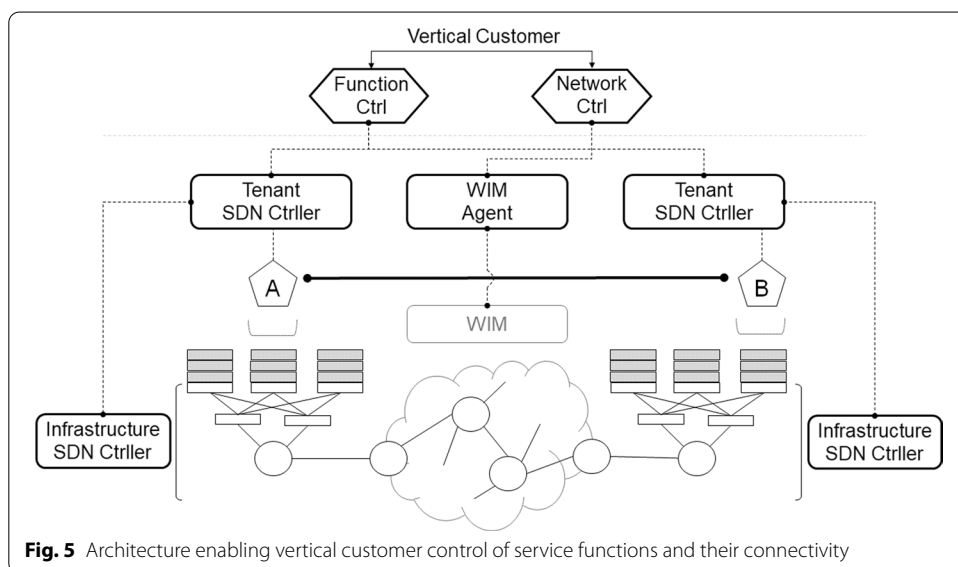 Vertical Customer
Function
Ctrl
Network
Ctrl
Tenant
SDN Ctrller
WIM
Agent
Tenant
SDN Ctrller
A
B
WIM
Infrastructure
SDN Ctrller
Infrastructure
SDN Ctrller
Fig. 5 Architecture enabling vertical customer control of service functions and their connectivity